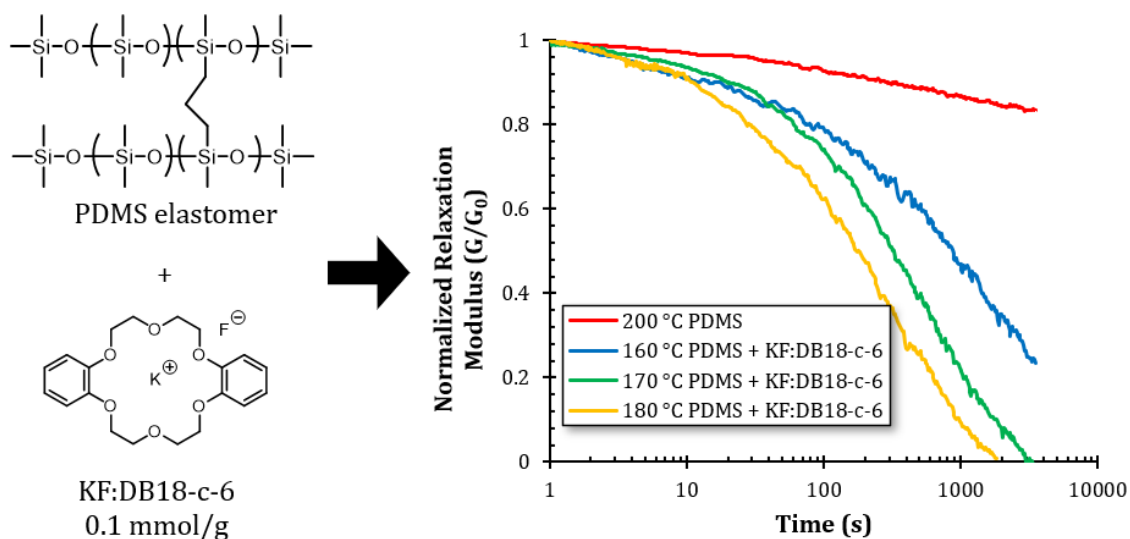 Si O Si O Si O Si
Si O Si O Si O Si
PDMS elastomer
+
O F⊖
O O
K⊕
O O
O
KF:DB18-c-6
0.1 mmol/g
Normalized Relaxation
Modulus (G/G₀)
1
0.8
0.6
0.4
0.2
0
200 °C PDMS
160 °C PDMS + KF:DB18-c-6
170 °C PDMS + KF:DB18-c-6
180 °C PDMS + KF:DB18-c-6
1 10 100 1000 10000
Time (s)